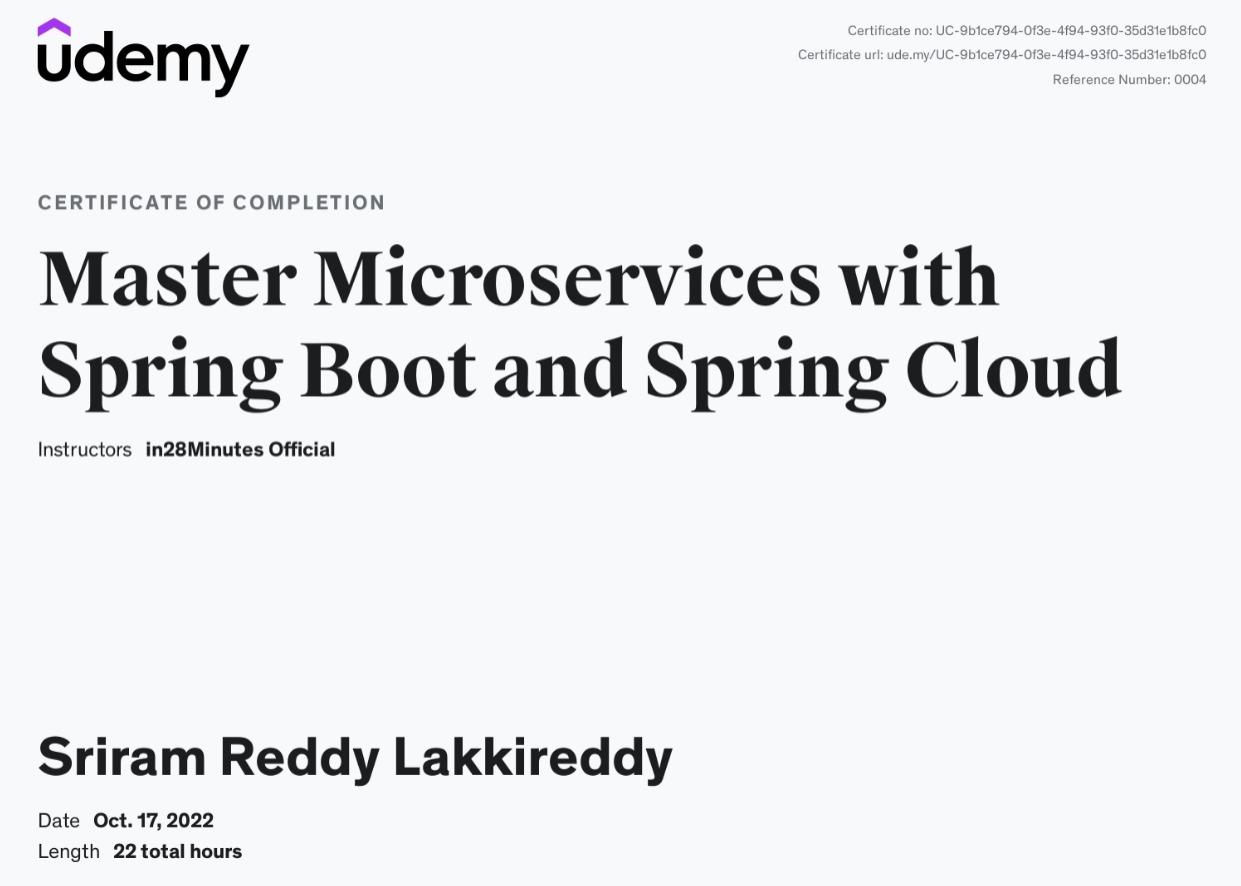 udemy
Certificate no: UC-9b1ce794-0f3e-4f94-93f0-35d31e1b8fc0
Certificate url: ude.my/UC-9b1ce794-0f3e-4f94-93f0-35d31e1b8fc0
Reference Number: 0004
CERTIFICATE OF COMPLETION
Master Microservices with
Spring Boot and Spring Cloud
Instructors in28Minutes Official
Sriram Reddy Lakkireddy
Date Oct. 17, 2022
Length 22 total hours